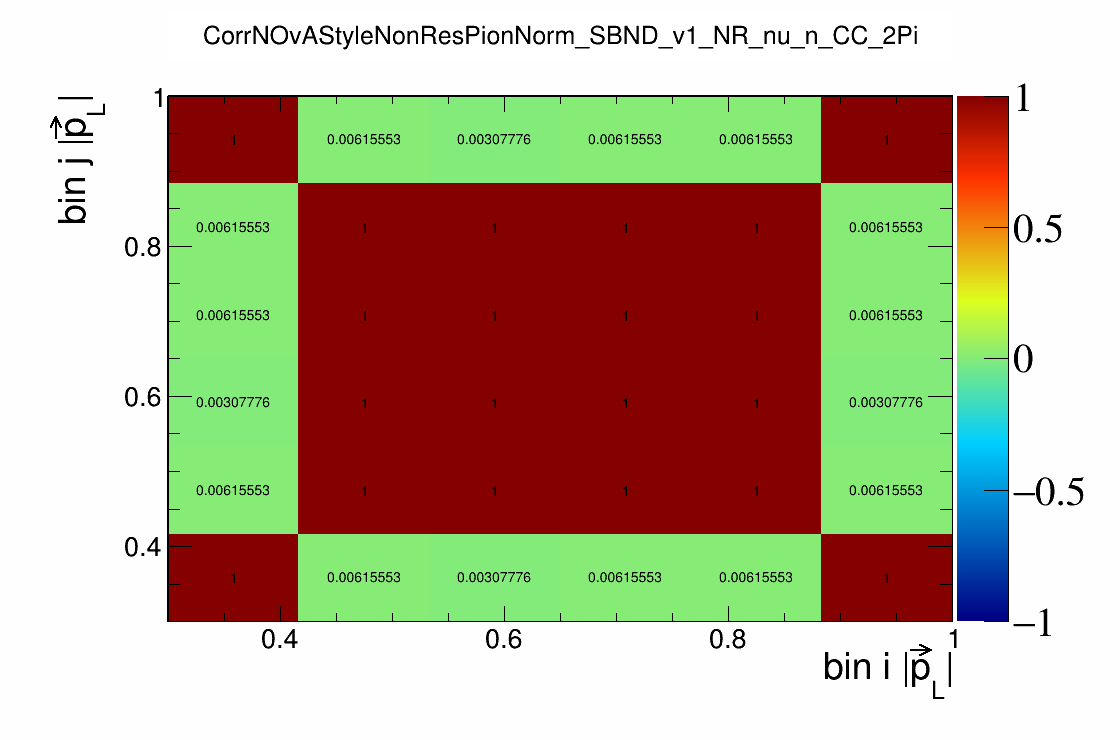 CorrNOvAStyleNonResPionNorm_SBND_v1_NR_nu_n_CC_2Pi
bin j |p⃗_L|
1
0.8
0.6
0.4
1 0.00615553 0.00307776 0.00615553 0.00615553 1
0.00615553 1 1 1 1 0.00615553
0.00615553 1 1 1 1 0.00615553
0.00307776 1 1 1 1 0.00307776
0.00615553 1 1 1 1 0.00615553
1 0.00615553 0.00307776 0.00615553 0.00615553 1
0.4 0.6 0.8 1
bin i |p⃗_L|
1
0.5
0
−0.5
−1